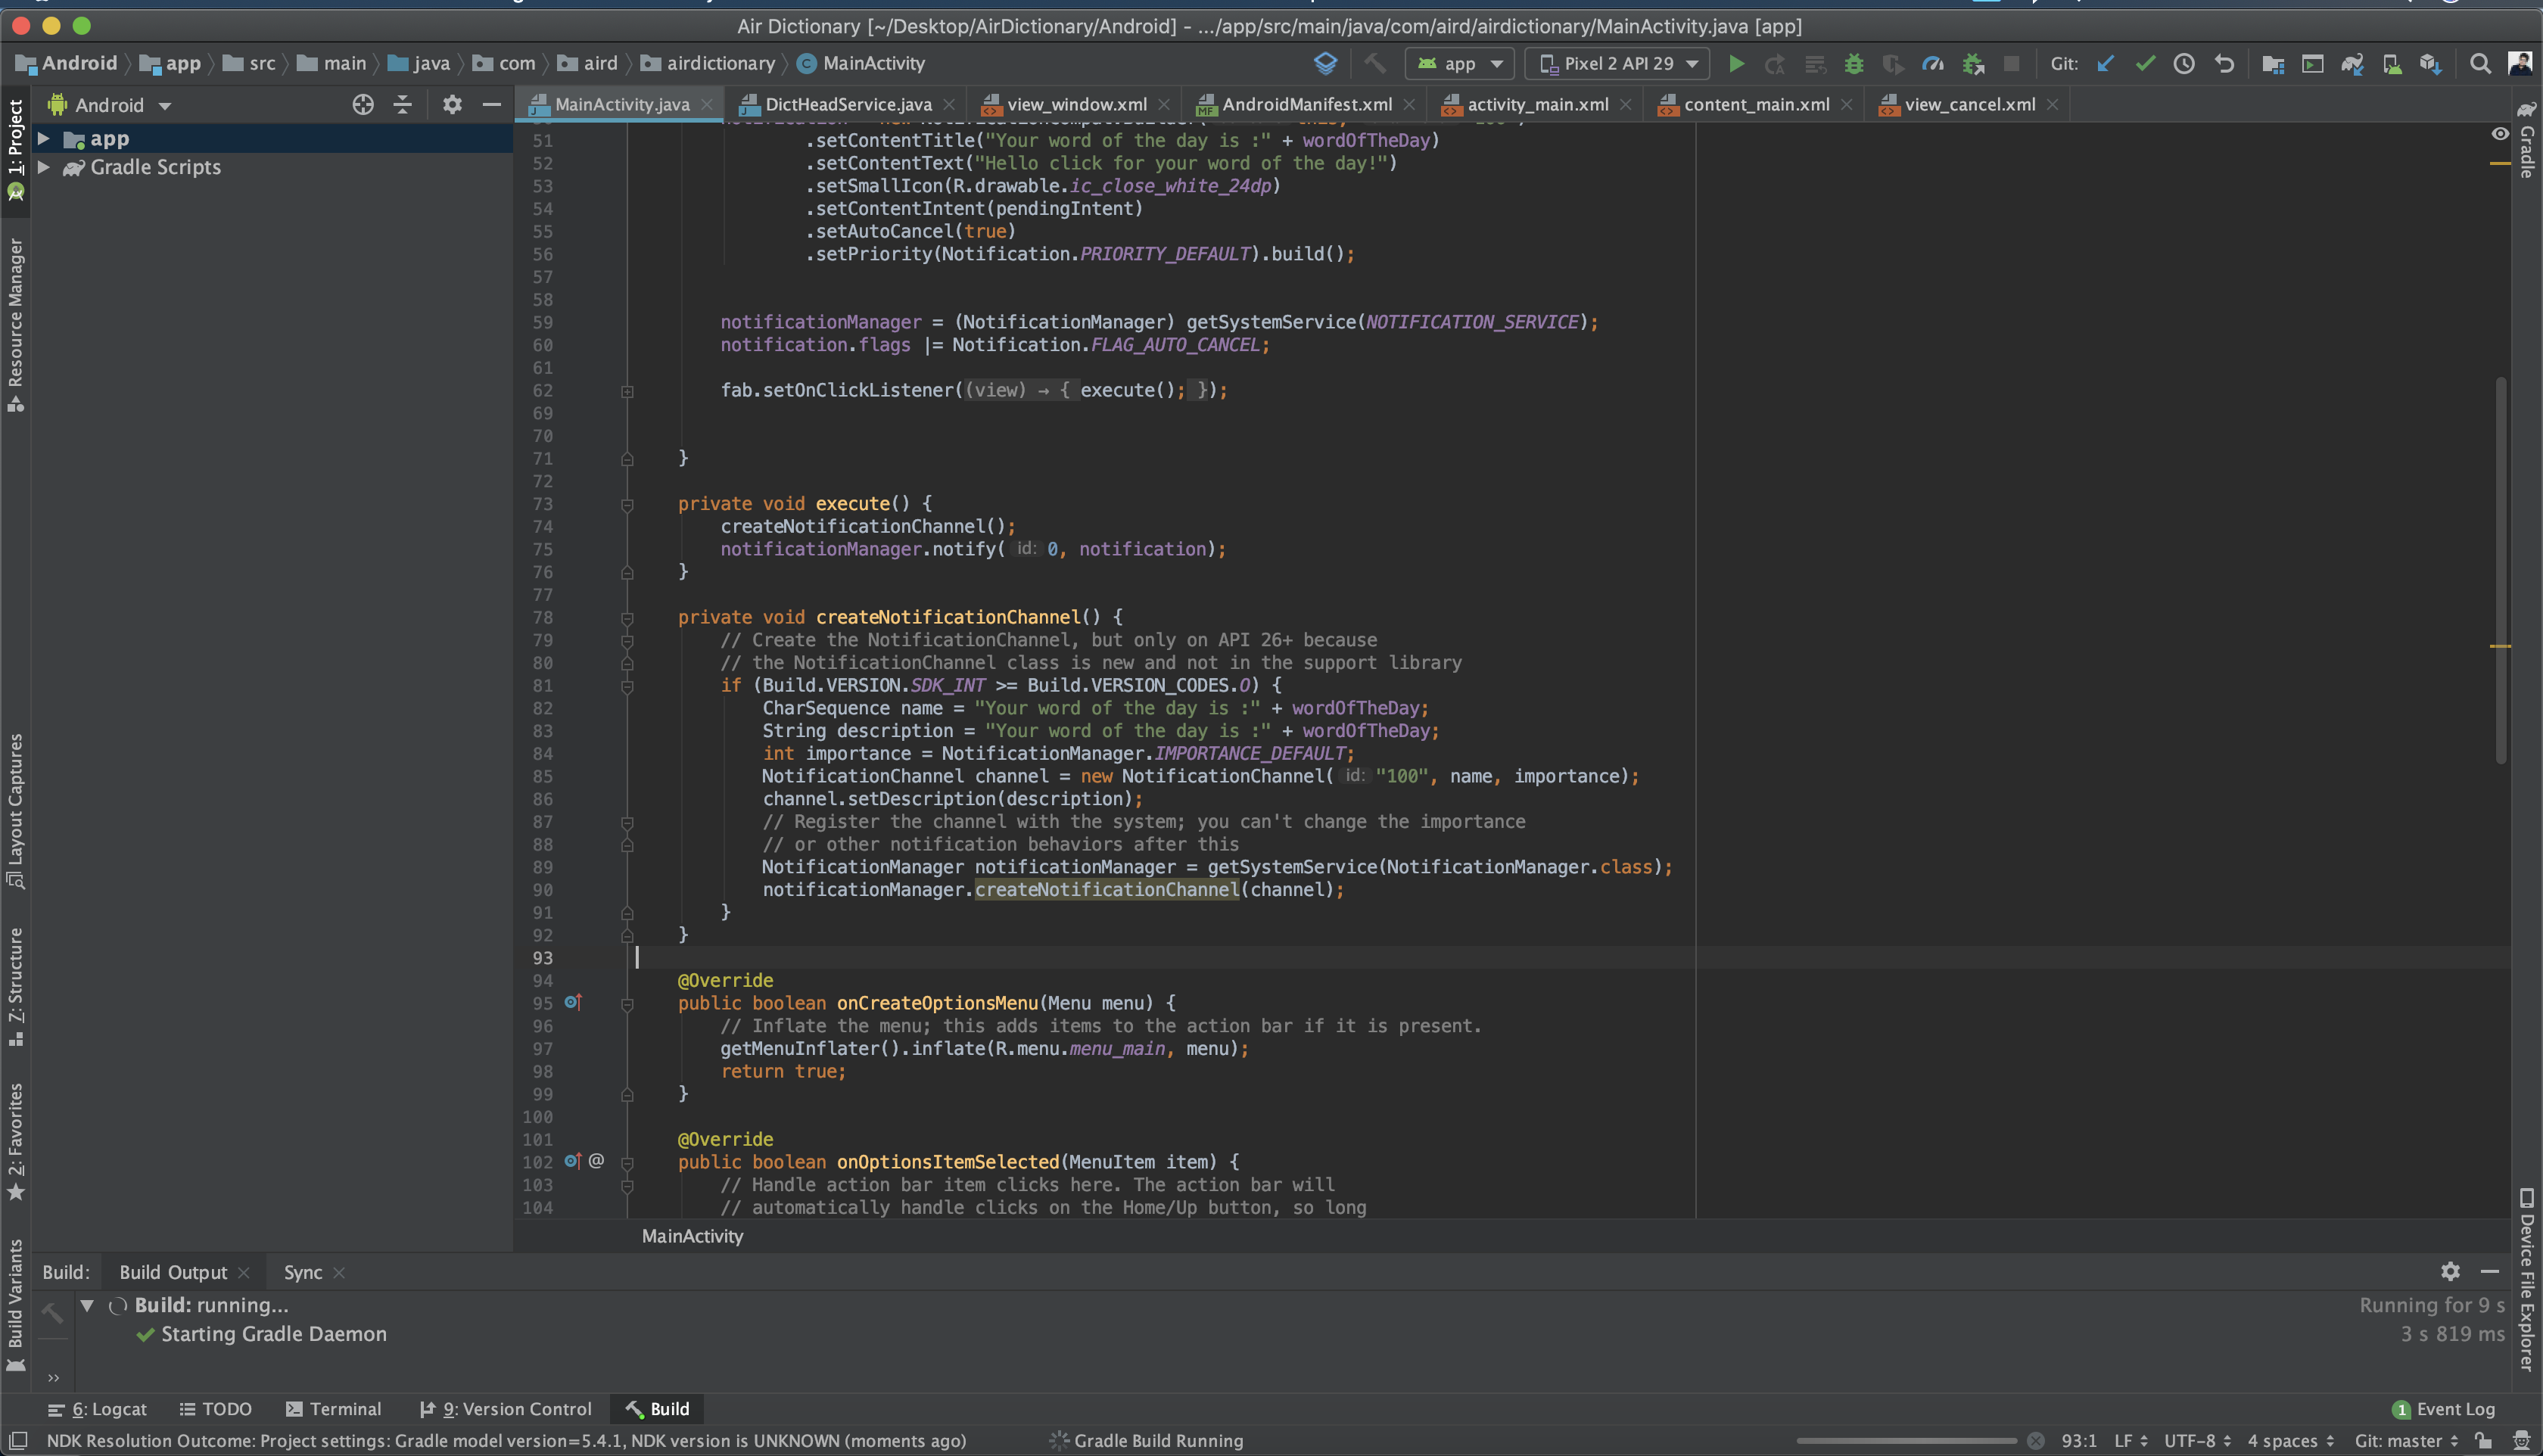 Air Dictionary [~/Desktop/AirDictionary/Android] - .../app/src/main/java/com/aird/airdictionary/MainActivity.java [app]
Android app src main java com aird airdictionary MainActivity app Pixel 2 API 29 Git:
Android
MainActivity.java DictHeadService.java view_window.xml AndroidManifest.xml activity_main.xml content_main.xml view_cancel.xml
app
Gradle Scripts
1: Project
Resource Manager
Layout Captures
7: Structure
2: Favorites
Build Variants
51 .setContentTitle("Your word of the day is :" + wordOfTheDay)
52 .setContentText("Hello click for your word of the day!")
53 .setSmallIcon(R.drawable.ic_close_white_24dp)
54 .setContentIntent(pendingIntent)
55 .setAutoCancel(true)
56 .setPriority(Notification.PRIORITY_DEFAULT).build();
57
58
59 notificationManager = (NotificationManager) getSystemService(NOTIFICATION_SERVICE);
60 notification.flags |= Notification.FLAG_AUTO_CANCEL;
61
62 fab.setOnClickListener((view) → { execute(); });
69
70
71 }
72
73 private void execute() {
74 createNotificationChannel();
75 notificationManager.notify( id: 0, notification);
76 }
77
78 private void createNotificationChannel() {
79 // Create the NotificationChannel, but only on API 26+ because
80 // the NotificationChannel class is new and not in the support library
81 if (Build.VERSION.SDK_INT >= Build.VERSION_CODES.O) {
82 CharSequence name = "Your word of the day is :" + wordOfTheDay;
83 String description = "Your word of the day is :" + wordOfTheDay;
84 int importance = NotificationManager.IMPORTANCE_DEFAULT;
85 NotificationChannel channel = new NotificationChannel( id: "100", name, importance);
86 channel.setDescription(description);
87 // Register the channel with the system; you can't change the importance
88 // or other notification behaviors after this
89 NotificationManager notificationManager = getSystemService(NotificationManager.class);
90 notificationManager.createNotificationChannel(channel);
91 }
92 }
93
94 @Override
95 public boolean onCreateOptionsMenu(Menu menu) {
96 // Inflate the menu; this adds items to the action bar if it is present.
97 getMenuInflater().inflate(R.menu.menu_main, menu);
98 return true;
99 }
100
101 @Override
102 @ public boolean onOptionsItemSelected(MenuItem item) {
103 // Handle action bar item clicks here. The action bar will
104 // automatically handle clicks on the Home/Up button, so long
MainActivity
Gradle
Device File Explorer
Build: Build Output Sync
Build: running... Running for 9 s
Starting Gradle Daemon 3 s 819 ms
6: Logcat TODO Terminal 9: Version Control Build 1 Event Log
NDK Resolution Outcome: Project settings: Gradle model version=5.4.1, NDK version is UNKNOWN (moments ago) Gradle Build Running 93:1 LF UTF-8 4 spaces Git: master